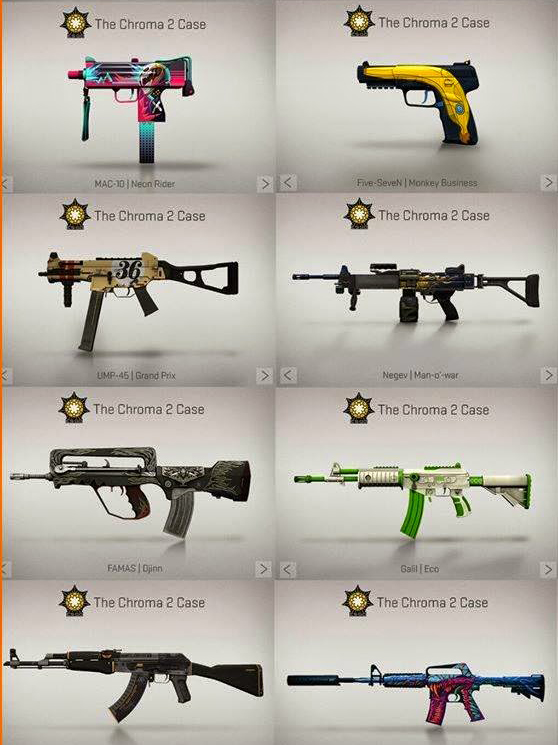 The Chroma 2 Case
The Chroma 2 Case
MAC-10 | Neon Rider
Five-SeveN | Monkey Business
The Chroma 2 Case
The Chroma 2 Case
36
UMP-45 | Grand Prix
Negev | Man-o'-war
The Chroma 2 Case
The Chroma 2 Case
FAMAS | Djinn
Galil | Eco
The Chroma 2 Case
The Chroma 2 Case